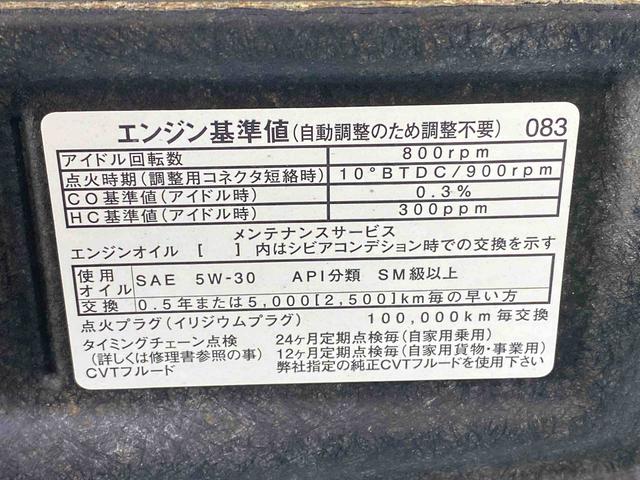 エンジン基準値(自動調整のため調整不要) 083
アイドル回転数 800rpm
点火時期(調整用コネクタ短絡時) 10°BTDC/900rpm
CO基準値(アイドル時) 0.3%
HC基準値(アイドル時) 300ppm
メンテナンスサービス
エンジンオイル [ ] 内はシビアコンデション時での交換を示す
使用オイル SAE 5W-30 API分類 SM級以上
交換 0.5年または5,000[2,500]km毎の早い方
点火プラグ(イリジウムプラグ) 100,000km毎交換
タイミングチェーン点検 24ヶ月定期点検毎(自家用乗用)
(詳しくは修理書参照の事) 12ヶ月定期点検毎(自家用貨物・事業用)
CVTフルード 弊社指定の純正CVTフルードを使用下さい